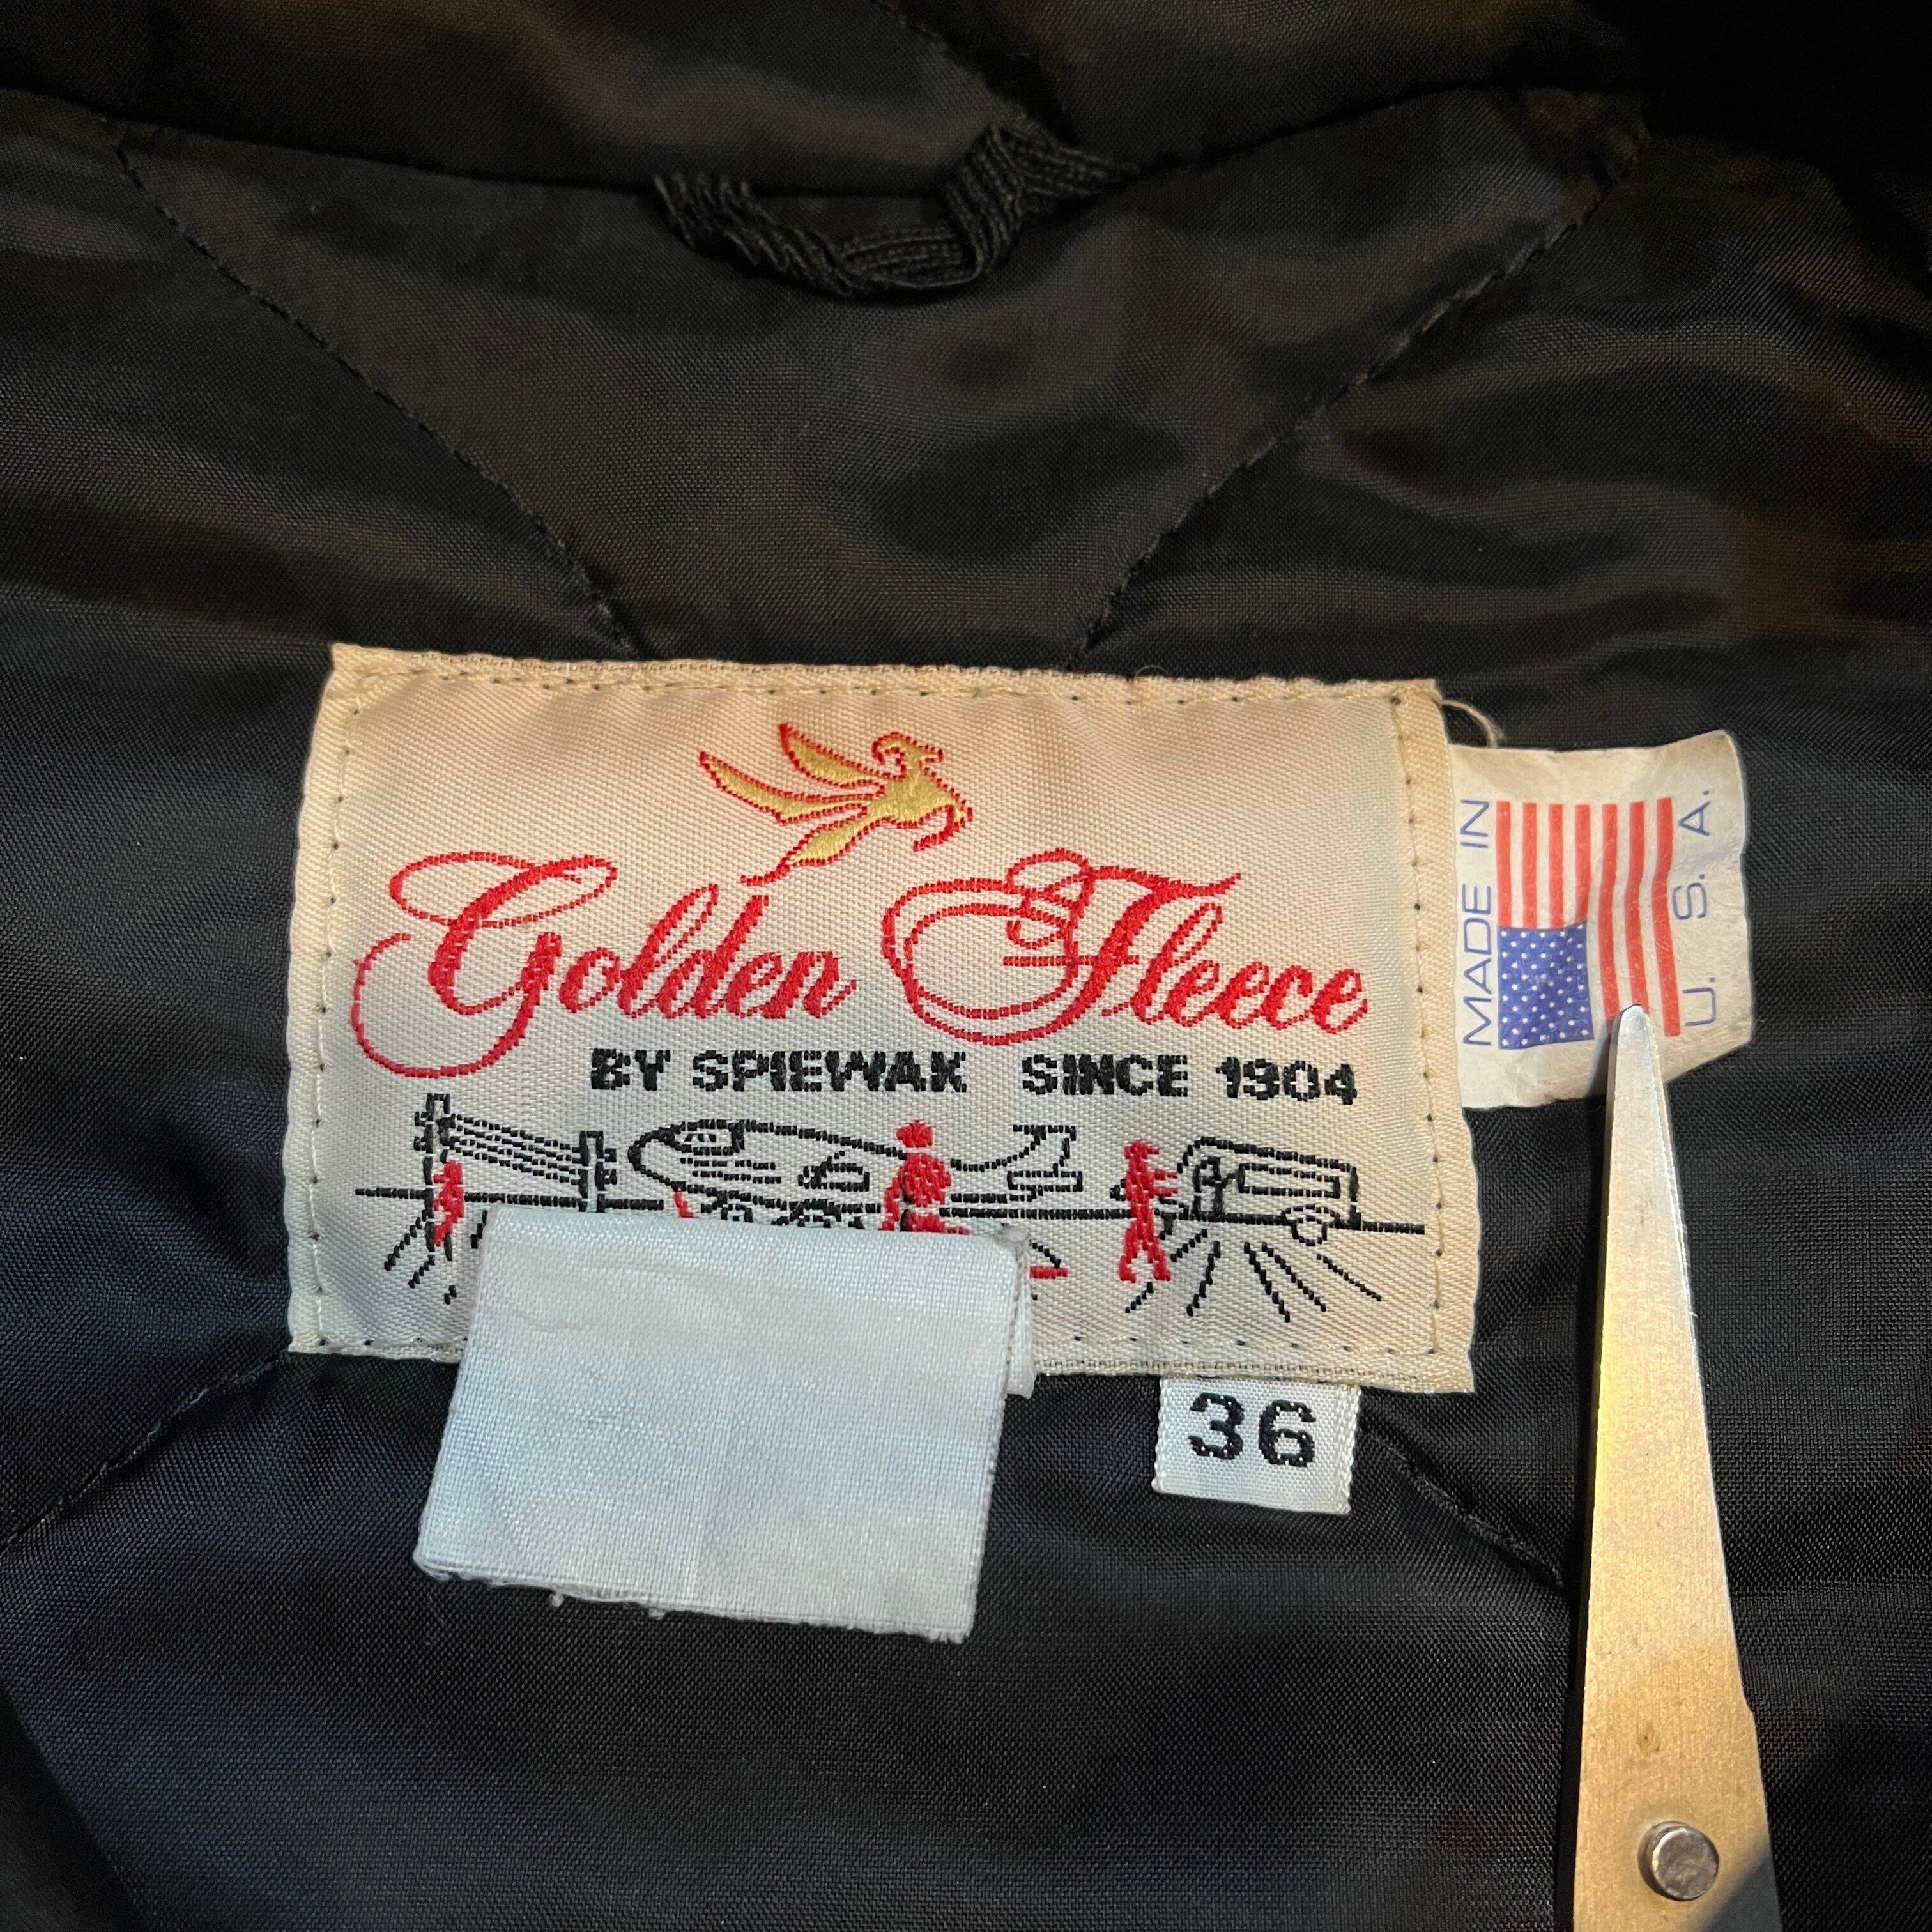 Golden Fleece
BY SPIEWAK SINCE 1904
MADE IN
U. S. A.
36